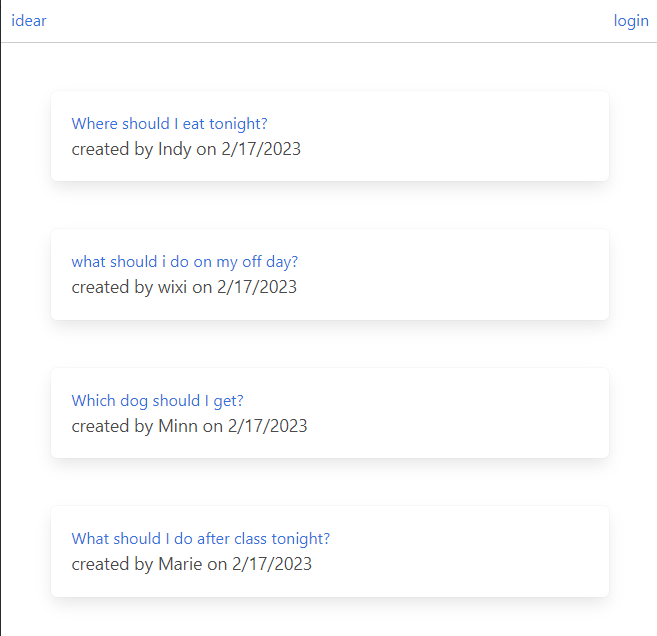 idear
login
Where should I eat tonight?
created by Indy on 2/17/2023
what should i do on my off day?
created by wixi on 2/17/2023
Which dog should I get?
created by Minn on 2/17/2023
What should I do after class tonight?
created by Marie on 2/17/2023